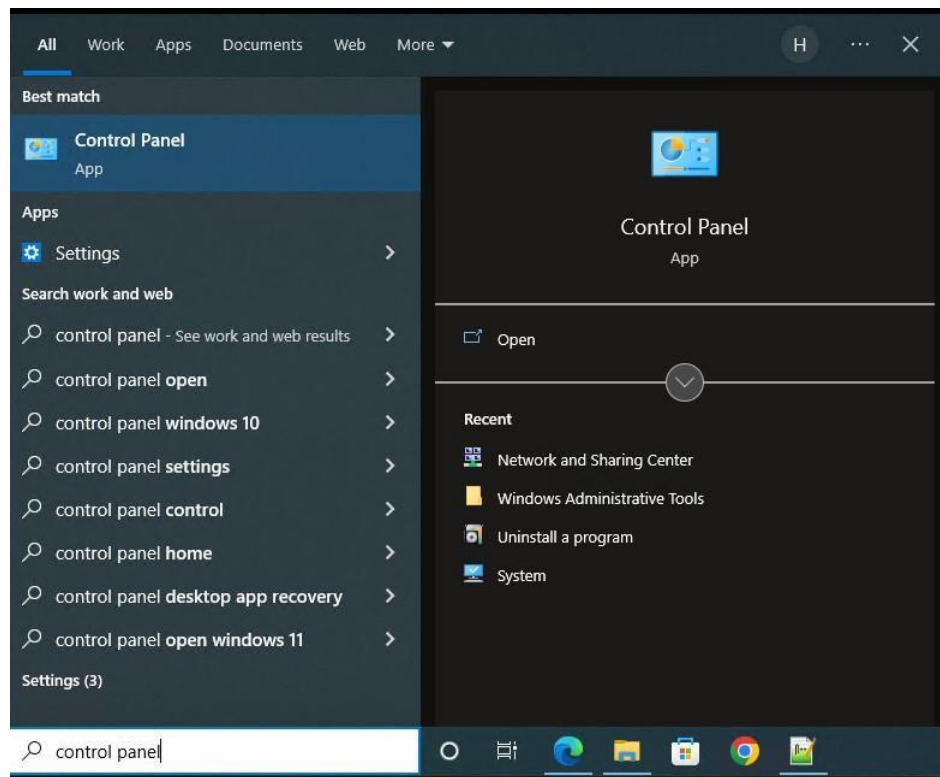 All Work Apps Documents Web More
H
Best match
Control Panel
App
Apps
Settings
Search work and web
control panel - See work and web results
control panel open
control panel windows 10
control panel settings
control panel control
control panel home
control panel desktop app recovery
control panel open windows 11
Settings (3)
control panel
Control Panel
App
Open
Recent
Network and Sharing Center
Windows Administrative Tools
Uninstall a program
System